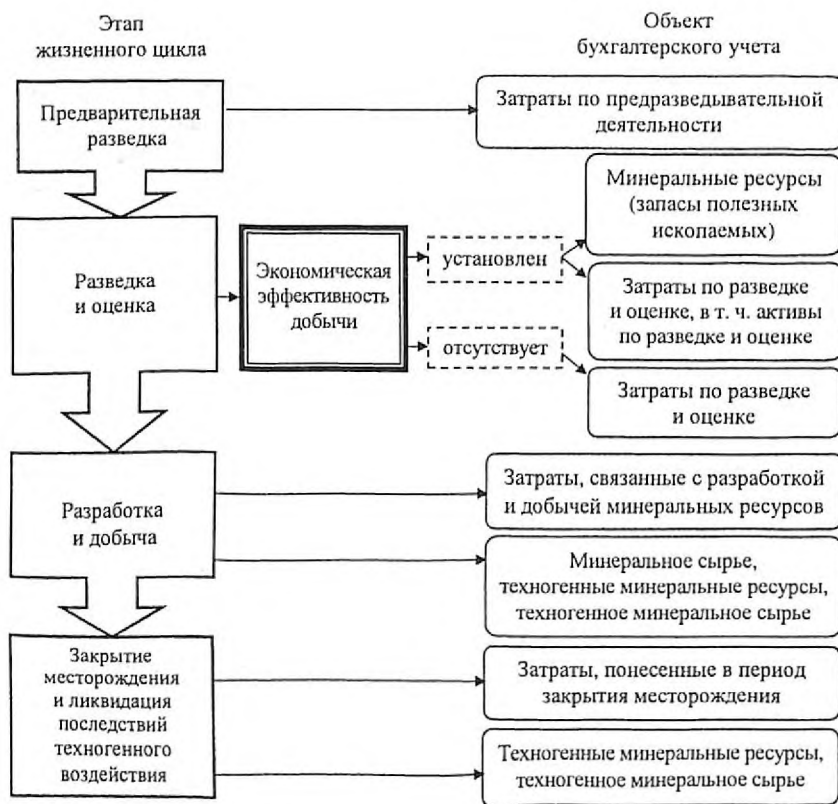 Этап
жизненного цикла
Объект
бухгалтерского учета
Предварительная
разведка
Затраты по предразведывательной
деятельности
Разведка
и оценка
Экономическая
эффективность
добычи
установлен
отсутствует
Минеральные ресурсы
(запасы полезных
ископаемых)
Затраты по разведке
и оценке, в т. ч. активы
по разведке и оценке
Затраты по разведке
и оценке
Разработка
и добыча
Затраты, связанные с разработкой
и добычей минеральных ресурсов
Минеральное сырье,
техногенные минеральные ресурсы,
техногенное минеральное сырье
Закрытие
месторождения
и ликвидация
последствий
техногенного
воздействия
Затраты, понесенные в период
закрытия месторождения
Техногенные минеральные ресурсы,
техногенное минеральное сырье